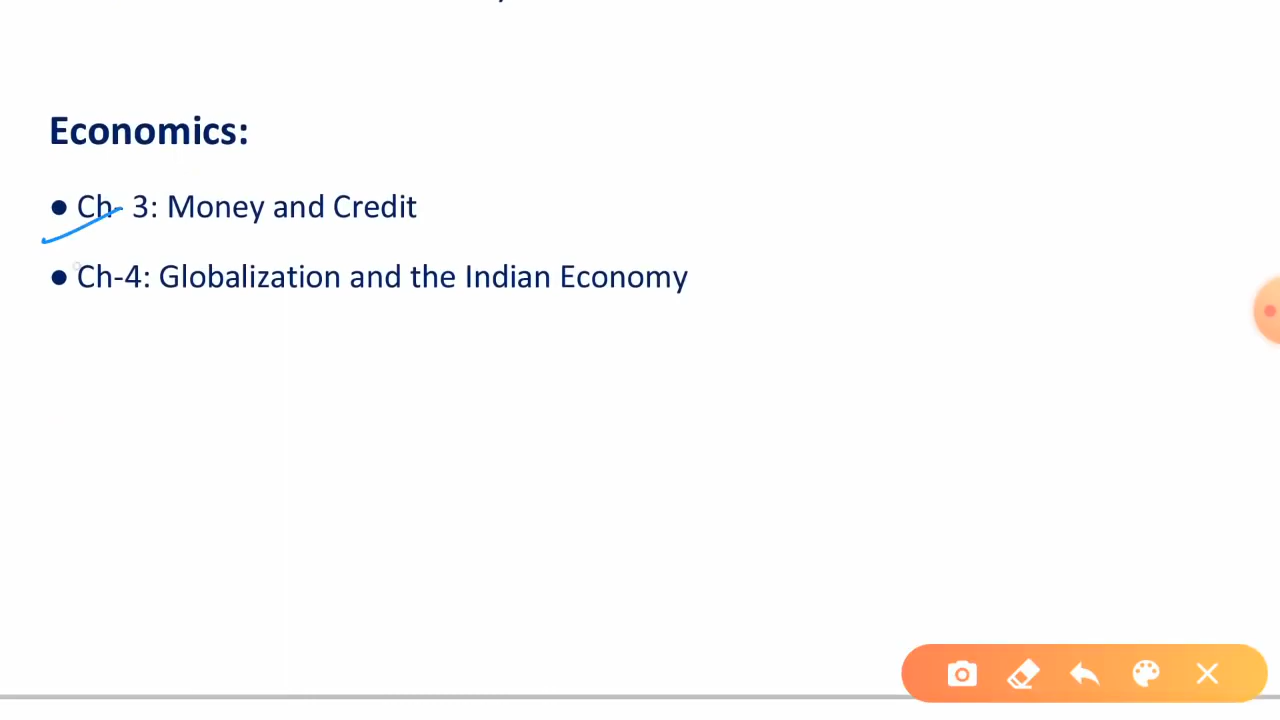 Economics:
● Ch- 3: Money and Credit
● Ch-4: Globalization and the Indian Economy